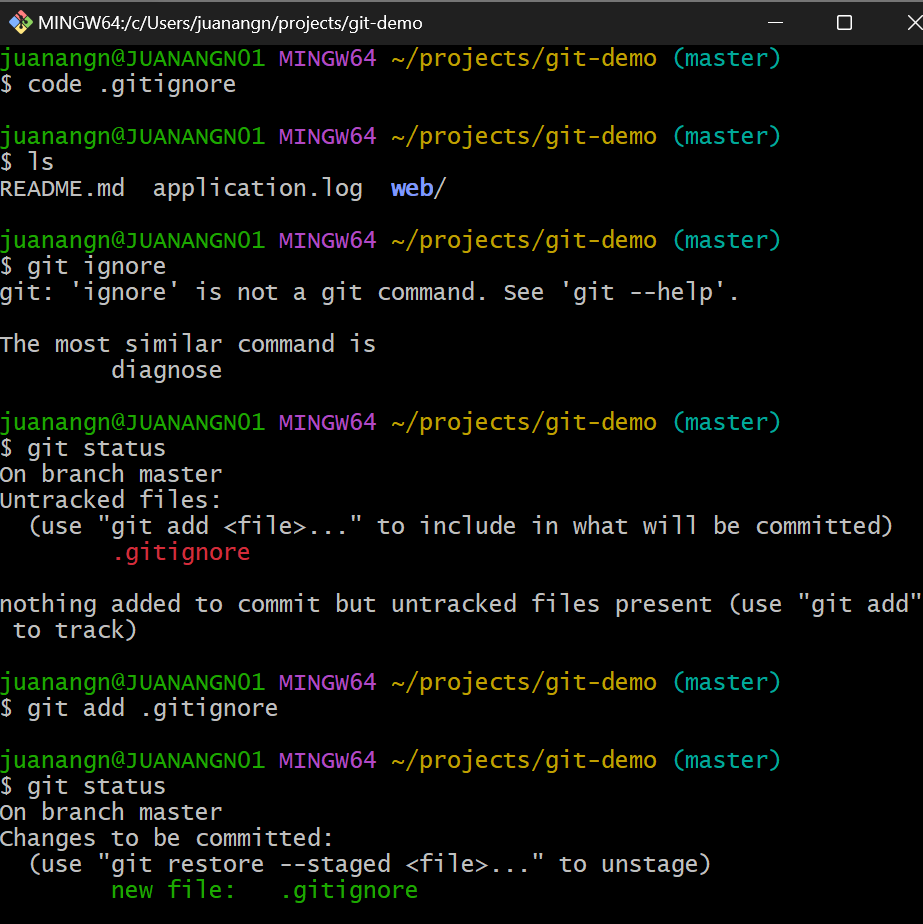 MINGW64:/c/Users/juanangn/projects/git-demo
juanangn@JUANANGN01 MINGW64 ~/projects/git-demo (master)
$ code .gitignore
juanangn@JUANANGN01 MINGW64 ~/projects/git-demo (master)
$ ls
README.md  application.log  web/
juanangn@JUANANGN01 MINGW64 ~/projects/git-demo (master)
$ git ignore
git: 'ignore' is not a git command. See 'git --help'.
The most similar command is
        diagnose
juanangn@JUANANGN01 MINGW64 ~/projects/git-demo (master)
$ git status
On branch master
Untracked files:
  (use "git add <file>..." to include in what will be committed)
        .gitignore
nothing added to commit but untracked files present (use "git add"
 to track)
juanangn@JUANANGN01 MINGW64 ~/projects/git-demo (master)
$ git add .gitignore
juanangn@JUANANGN01 MINGW64 ~/projects/git-demo (master)
$ git status
On branch master
Changes to be committed:
  (use "git restore --staged <file>..." to unstage)
        new file:   .gitignore